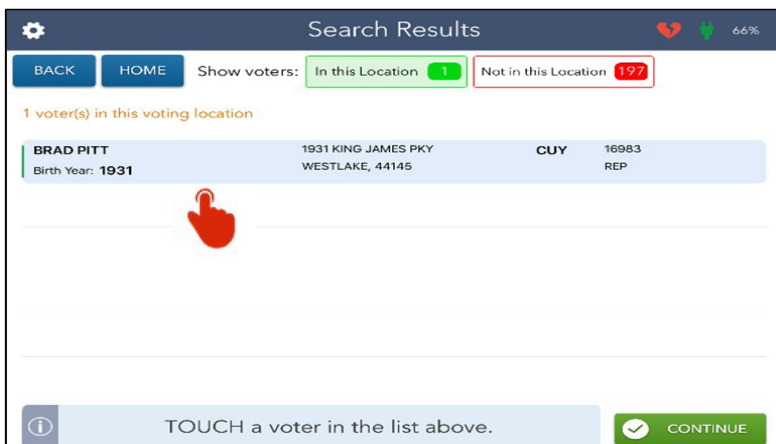 Search Results 66%
BACK HOME Show voters: In this Location 1 Not in this Location 197
1 voter(s) in this voting location
BRAD PITT 1931 KING JAMES PKY CUY 16983
Birth Year: 1931 WESTLAKE, 44145 REP
TOUCH a voter in the list above. CONTINUE